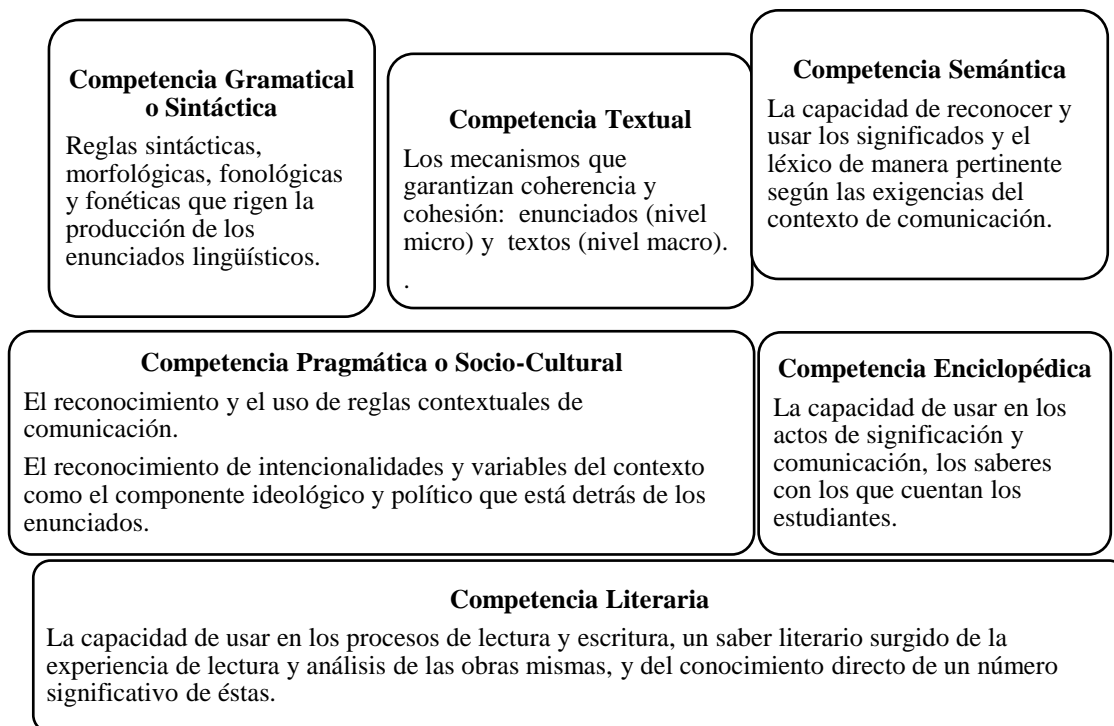 Competencia Gramatical
o Sintáctica
Reglas sintácticas,
morfológicas, fonológicas
y fonéticas que rigen la
producción de los
enunciados lingüísticos.
Competencia Textual
Los mecanismos que
garantizan coherencia y
cohesión: enunciados (nivel
micro) y textos (nivel macro).
.
Competencia Semántica
La capacidad de reconocer y
usar los significados y el
léxico de manera pertinente
según las exigencias del
contexto de comunicación.
Competencia Pragmática o Socio-Cultural
El reconocimiento y el uso de reglas contextuales de
comunicación.
El reconocimiento de intencionalidades y variables del contexto
como el componente ideológico y político que está detrás de los
enunciados.
Competencia Enciclopédica
La capacidad de usar en los
actos de significación y
comunicación, los saberes
con los que cuentan los
estudiantes.
Competencia Literaria
La capacidad de usar en los procesos de lectura y escritura, un saber literario surgido de la
experiencia de lectura y análisis de las obras mismas, y del conocimiento directo de un número
significativo de éstas.